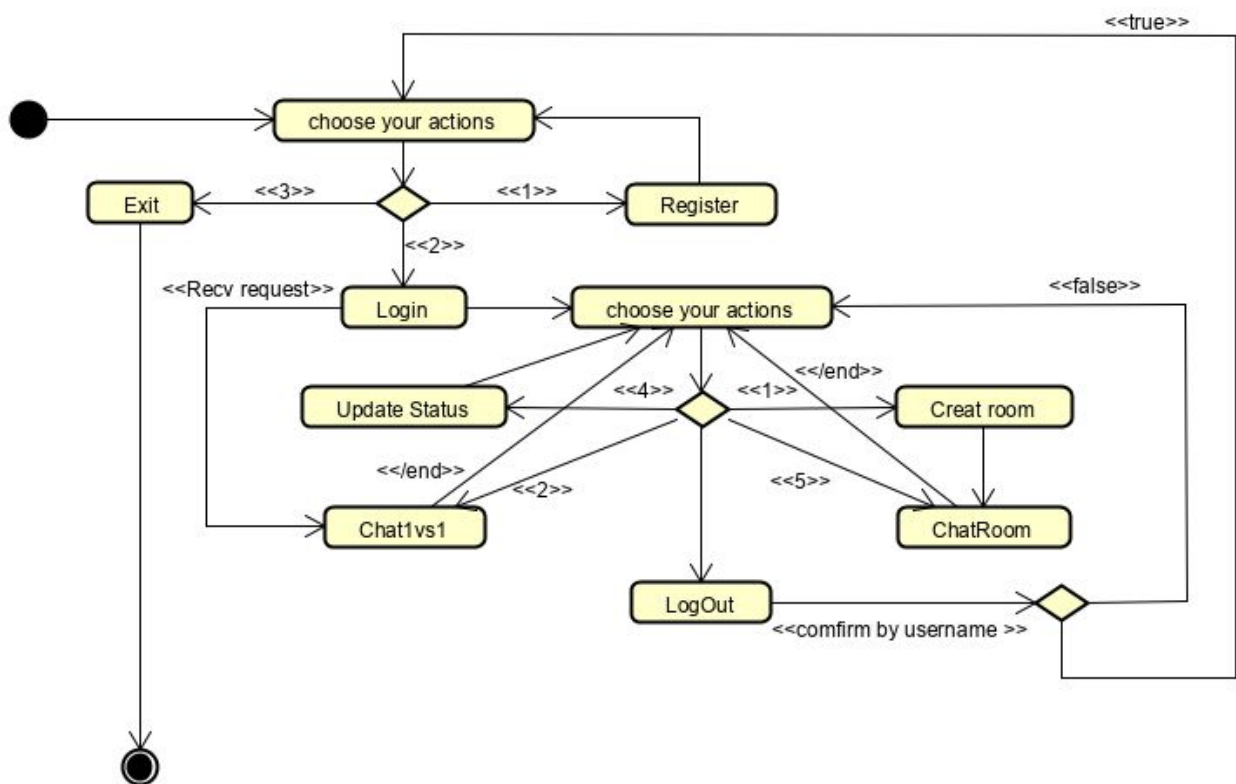 <<true>>
choose your actions
<<3>>
<<1>>
Exit
Register
<<2>>
<<Recv request>>
<<false>>
Login
choose your actions
<</end>>
<<4>>
<<1>>
Update Status
Creat room
<</end>>
<<2>>
<<5>>
Chat1vs1
ChatRoom
LogOut
<<comfirm by username >>